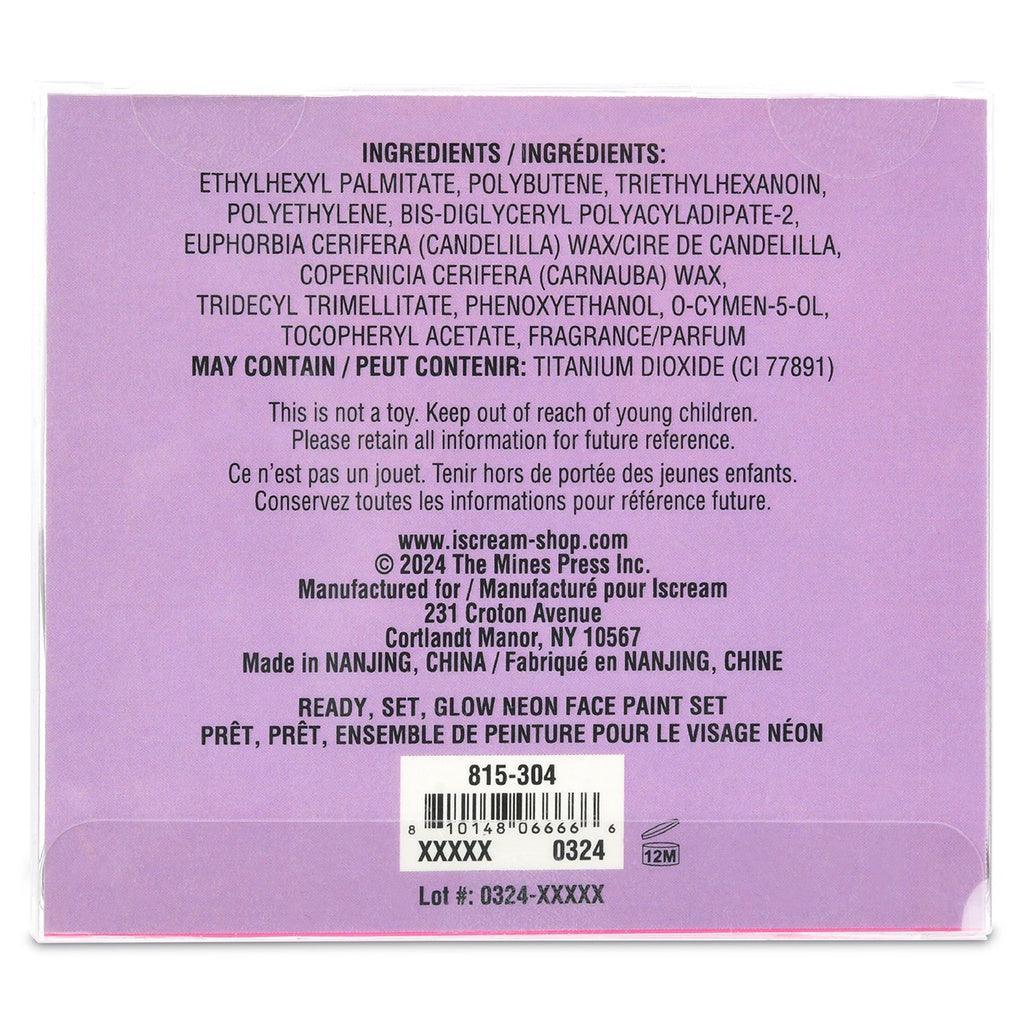 INGREDIENTS / INGRÉDIENTS:
ETHYLHEXYL PALMITATE, POLYBUTENE, TRIETHYLHEXANOIN,
POLYETHYLENE, BIS-DIGLYCERYL POLYACYLADIPATE-2,
EUPHORBIA CERIFERA (CANDELILLA) WAX/CIRE DE CANDELILLA,
COPERNICIA CERIFERA (CARNAUBA) WAX,
TRIDECYL TRIMELLITATE, PHENOXYETHANOL, O-CYMEN-5-OL,
TOCOPHERYL ACETATE, FRAGRANCE/PARFUM
MAY CONTAIN / PEUT CONTENIR: TITANIUM DIOXIDE (CI 77891)
This is not a toy. Keep out of reach of young children.
Please retain all information for future reference.
Ce n'est pas un jouet. Tenir hors de portée des jeunes enfants.
Conservez toutes les informations pour référence future.
www.iscream-shop.com
© 2024 The Mines Press Inc.
Manufactured for / Manufacturé pour Iscream
231 Croton Avenue
Cortlandt Manor, NY 10567
Made in NANJING, CHINA / Fabriqué en NANJING, CHINE
READY, SET, GLOW NEON FACE PAINT SET
PRÊT, PRÊT, ENSEMBLE DE PEINTURE POUR LE VISAGE NÉON
815-304
8 10148 06666 6
XXXXX 0324
12M
Lot #: 0324-XXXXX